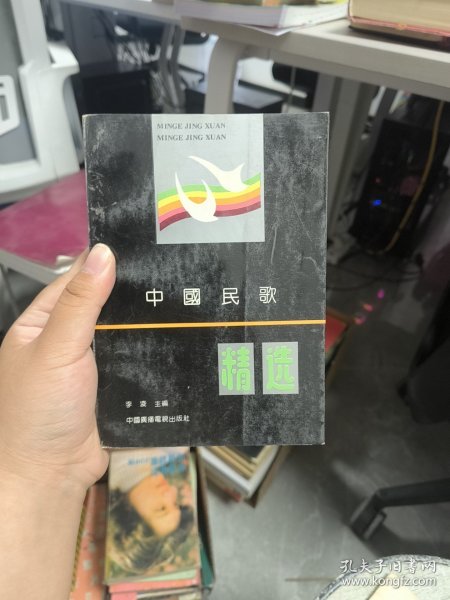 MINGE JING XUAN
MINGE JING XUAN
中國民歌
精选
李凌 主编
中國廣播電視出版社
孔夫子旧书网
www.kongfz.com